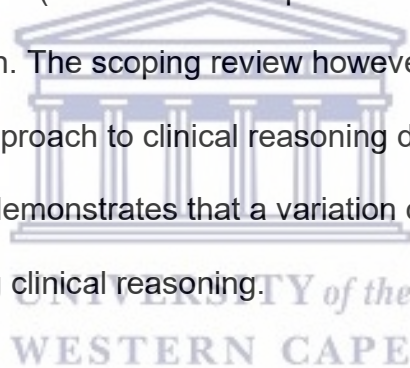 n. The scoping review howeve
proach to clinical reasoning d
demonstrates that a variation
clinical reasoning.
UNIVERSITY of the
WESTERN CAPE